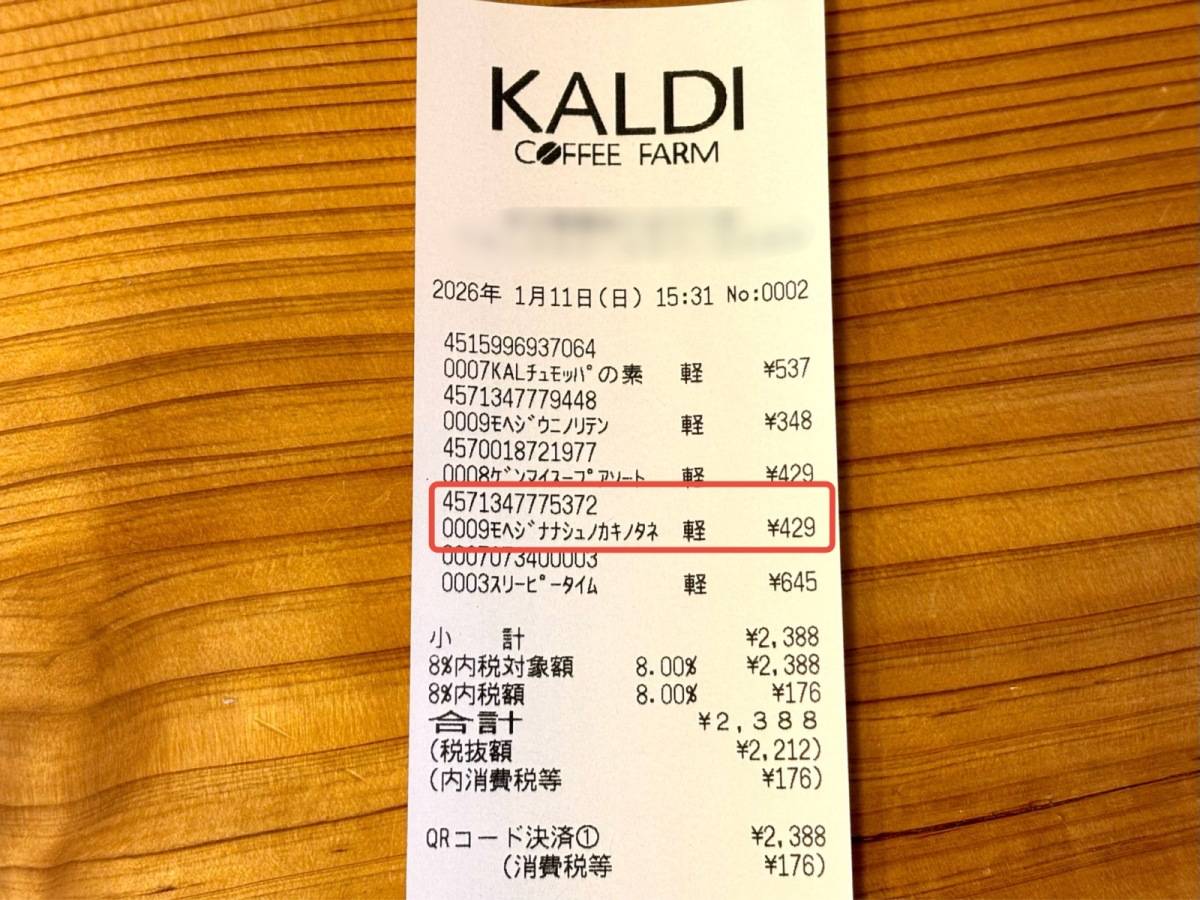 KALDI
COFFEE FARM
2026年 1月11日(日) 15:31 No:0002
4515996937064
0007KALﾁｭﾓｯﾊﾟの素 軽 ¥537
4571347779448
0009ﾓﾍｼﾞｳﾆﾉﾘﾃﾝ 軽 ¥348
4570018721977
0008ｹﾞﾝﾏｲｽｰﾌﾟｱｿｰﾄ 軽 ¥429
4571347775372
0009ﾓﾍｼﾞﾅﾅｼｭﾉｶｷﾉﾀﾈ 軽 ¥429
0007073400003
0003ｽﾘｰﾋﾟｰﾀｲﾑ 軽 ¥645
小 計 ¥2,388
8%内税対象額 8.00% ¥2,388
8%内税額 8.00% ¥176
合計 ¥2,388
(税抜額 ¥2,212)
(内消費税等 ¥176)
QRコード決済① ¥2,388
(消費税等 ¥176)